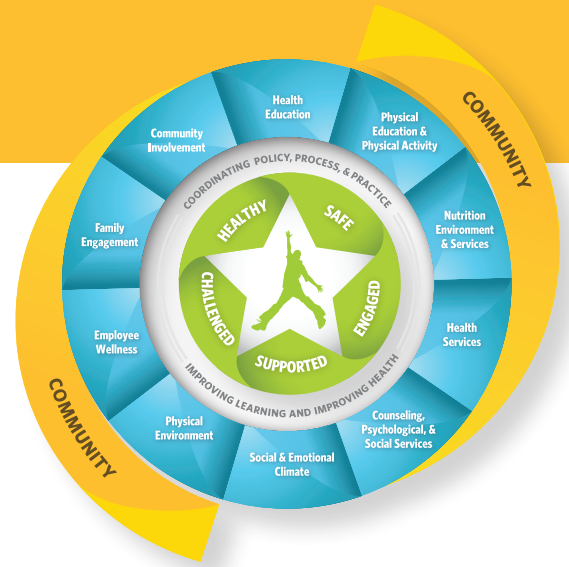 COMMUNITY
Health
Education
Physical
Education &
Physical Activity
Nutrition
Environment
& Services
Health
Services
Counseling,
Psychological, &
Social Services
Social & Emotional
Climate
Physical
Environment
Employee
Wellness
Family
Engagement
Community
Involvement
COORDINATING POLICY, PROCESS, & PRACTICE
IMPROVING LEARNING AND IMPROVING HEALTH
HEALTHY
SAFE
ENGAGED
SUPPORTED
CHALLENGED
COMMUNITY